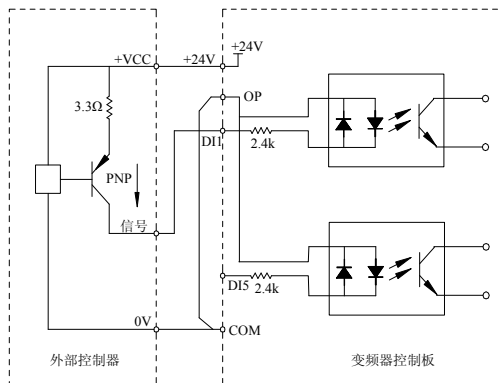 +24V
+VCC
+24V
OP
3.3Ω
DI1
2.4k
PNP
信号
DI5
2.4k
0V
COM
外部控制器
变频器控制板